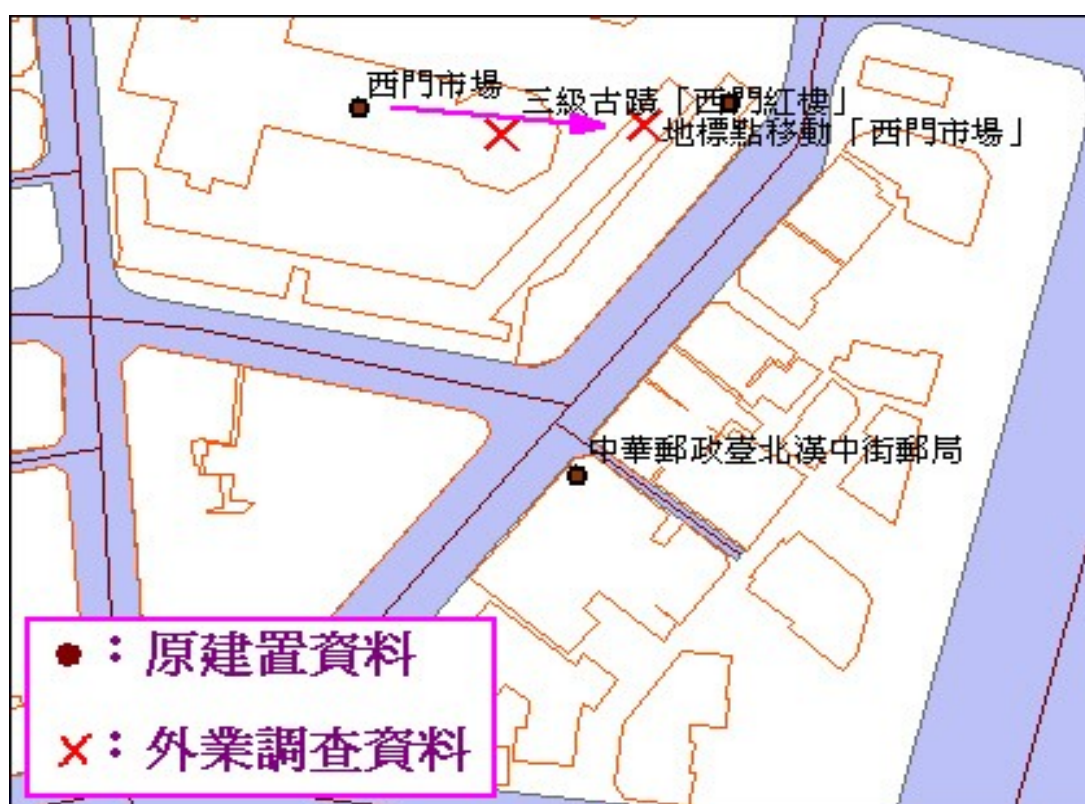 西門市場
三級古蹟「西門紅樓」
地標點移動「西門市場」
中華郵政臺北漢中街郵局
：原建置資料
：外業調查資料